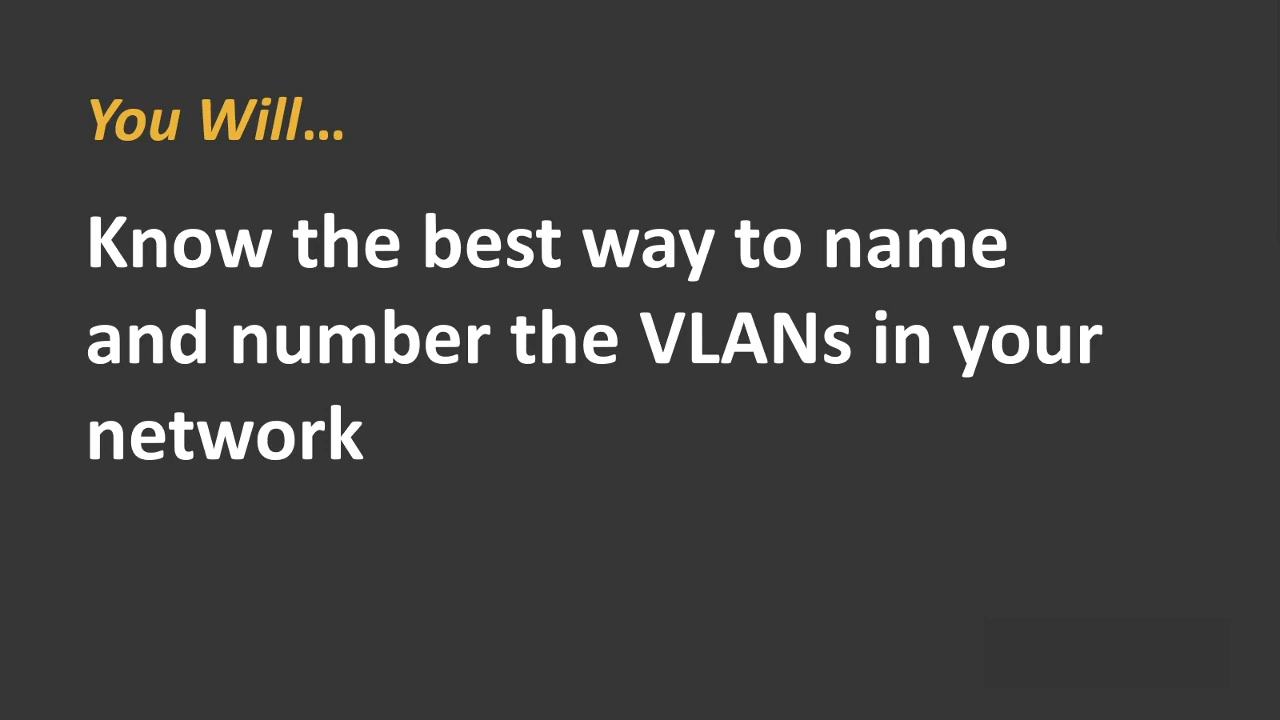 You Will…
Know the best way to name
and number the VLANs in your
network